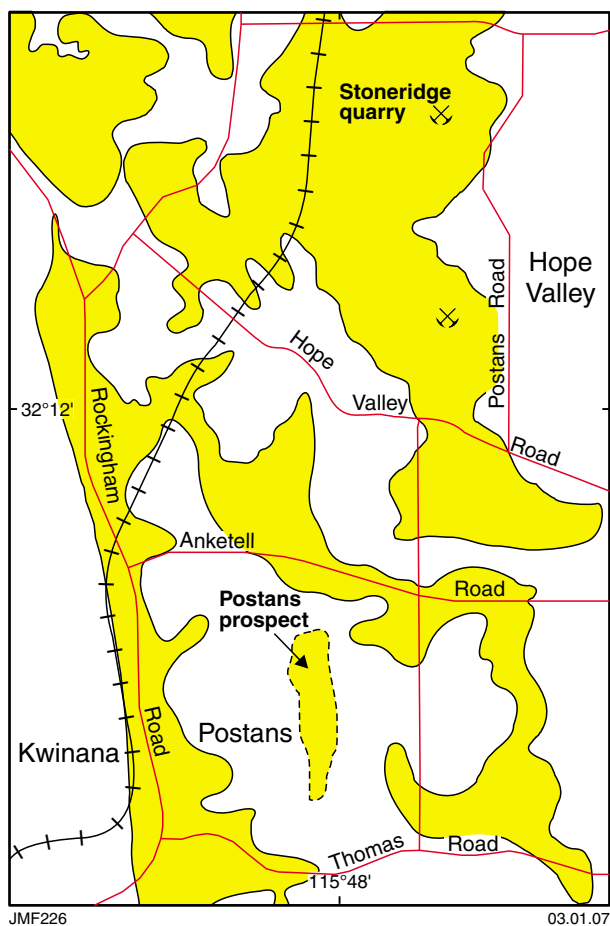 Stoneridge
quarry
Hope
Valley
Postans Road
Hope Valley Road
32°12'
Rockingham Road
Anketell Road
Postans
prospect
Postans
Kwinana
Thomas Road
115°48'
JMF226
03.01.07